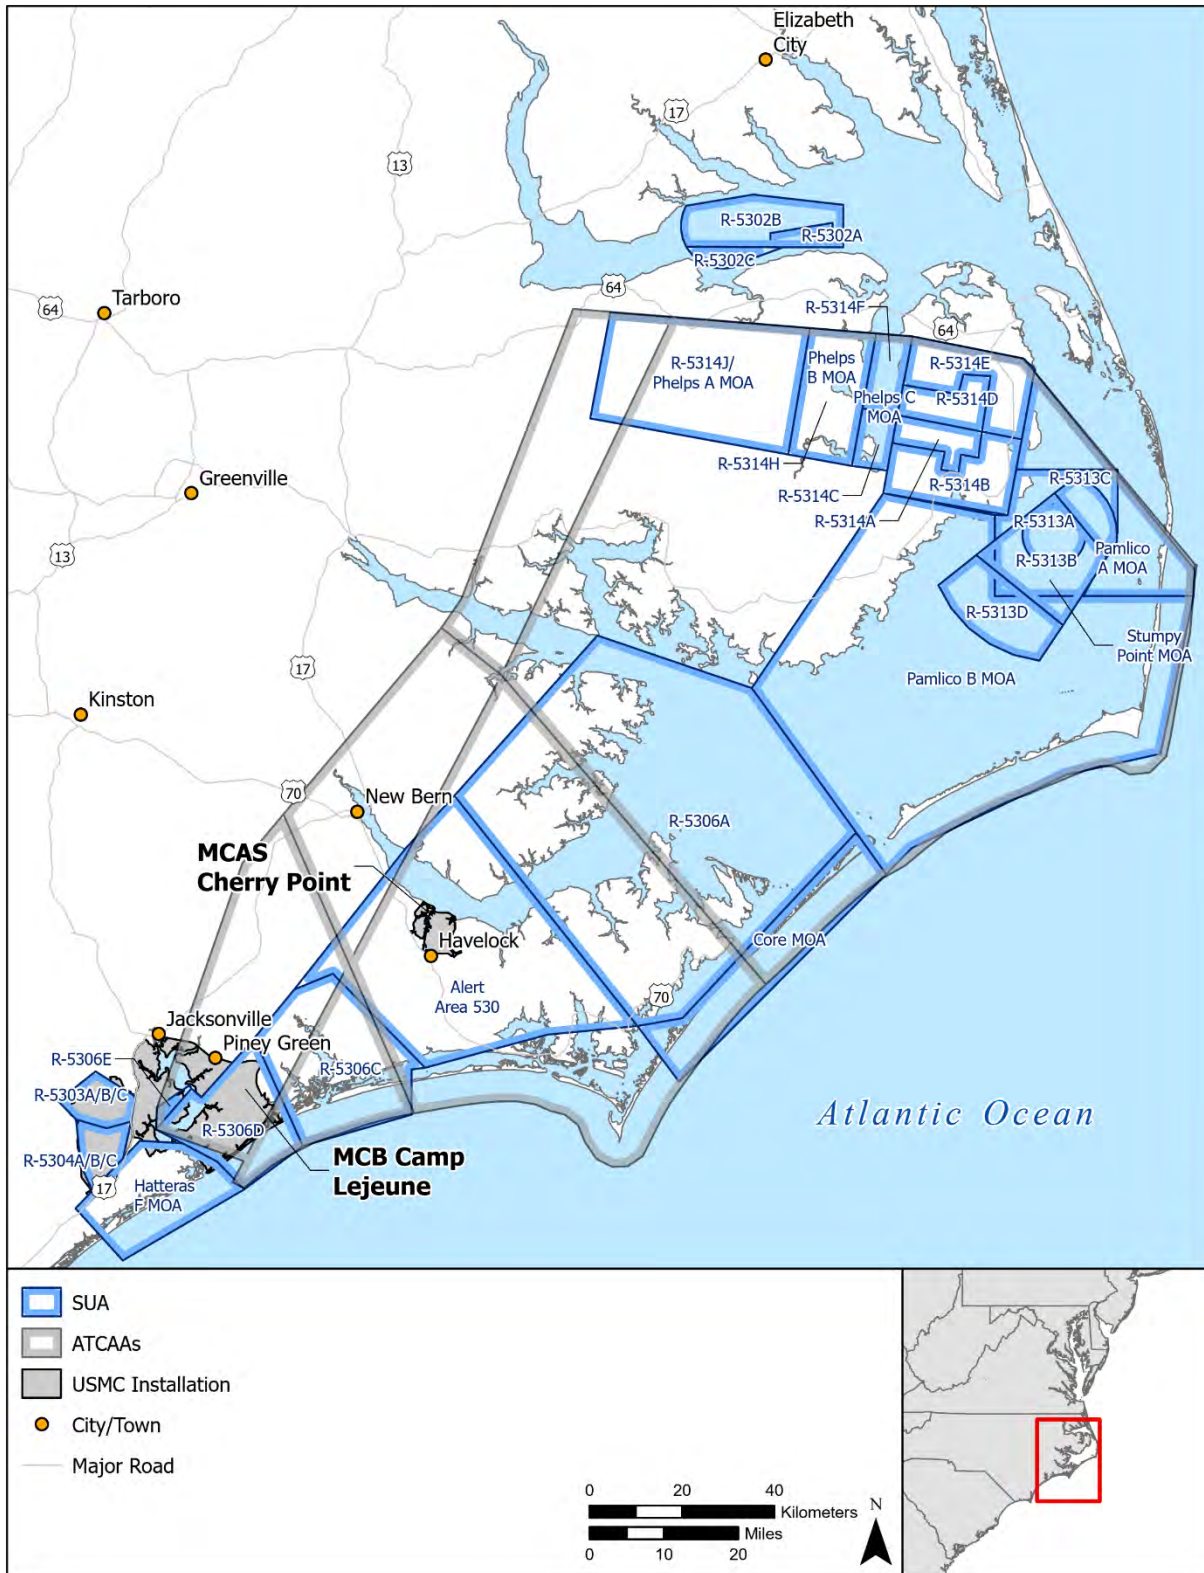 Elizabeth
City
17
13
R-5302B
R-5302A
R-5302C
64
Tarboro
64
R-5314F
64
R-5314J/
Phelps A MOA
Phelps
B MOA
R-5314E
Phelps C
MOA
R-5314D
R-5314H
R-5314C
R-5314B
R-5314A
R-5313C
R-5313A
Pamlico
A MOA
R-5313B
R-5313D
Stumpy
Point MOA
Pamlico B MOA
Greenville
13
17
Kinston
70
New Bern
R-5306A
MCAS
Cherry Point
Havelock
Core MOA
Alert
Area 530
70
Jacksonville
Piney Green
R-5306E
R-5306C
R-5303A/B/C
R-5306D
R-5304A/B/C
17
Hatteras
F MOA
MCB Camp
Lejeune
Atlantic Ocean
SUA
ATCAAs
USMC Installation
City/Town
Major Road
0 20 40
Kilometers
Miles
0 10 20
N